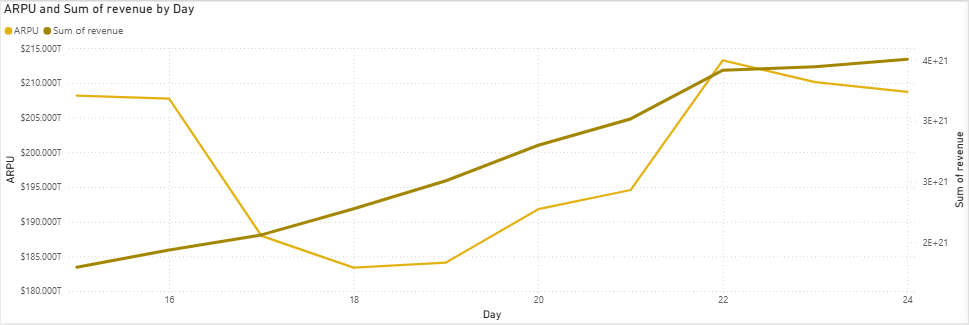 ARPU and Sum of revenue by Day
ARPU Sum of revenue
$215.000T
$210.000T
$205.000T
$200.000T
$195.000T
$190.000T
$185.000T
$180.000T
ARPU
4E+21
3E+21
3E+21
2E+21
Sum of revenue
16 18 20 22 24
Day